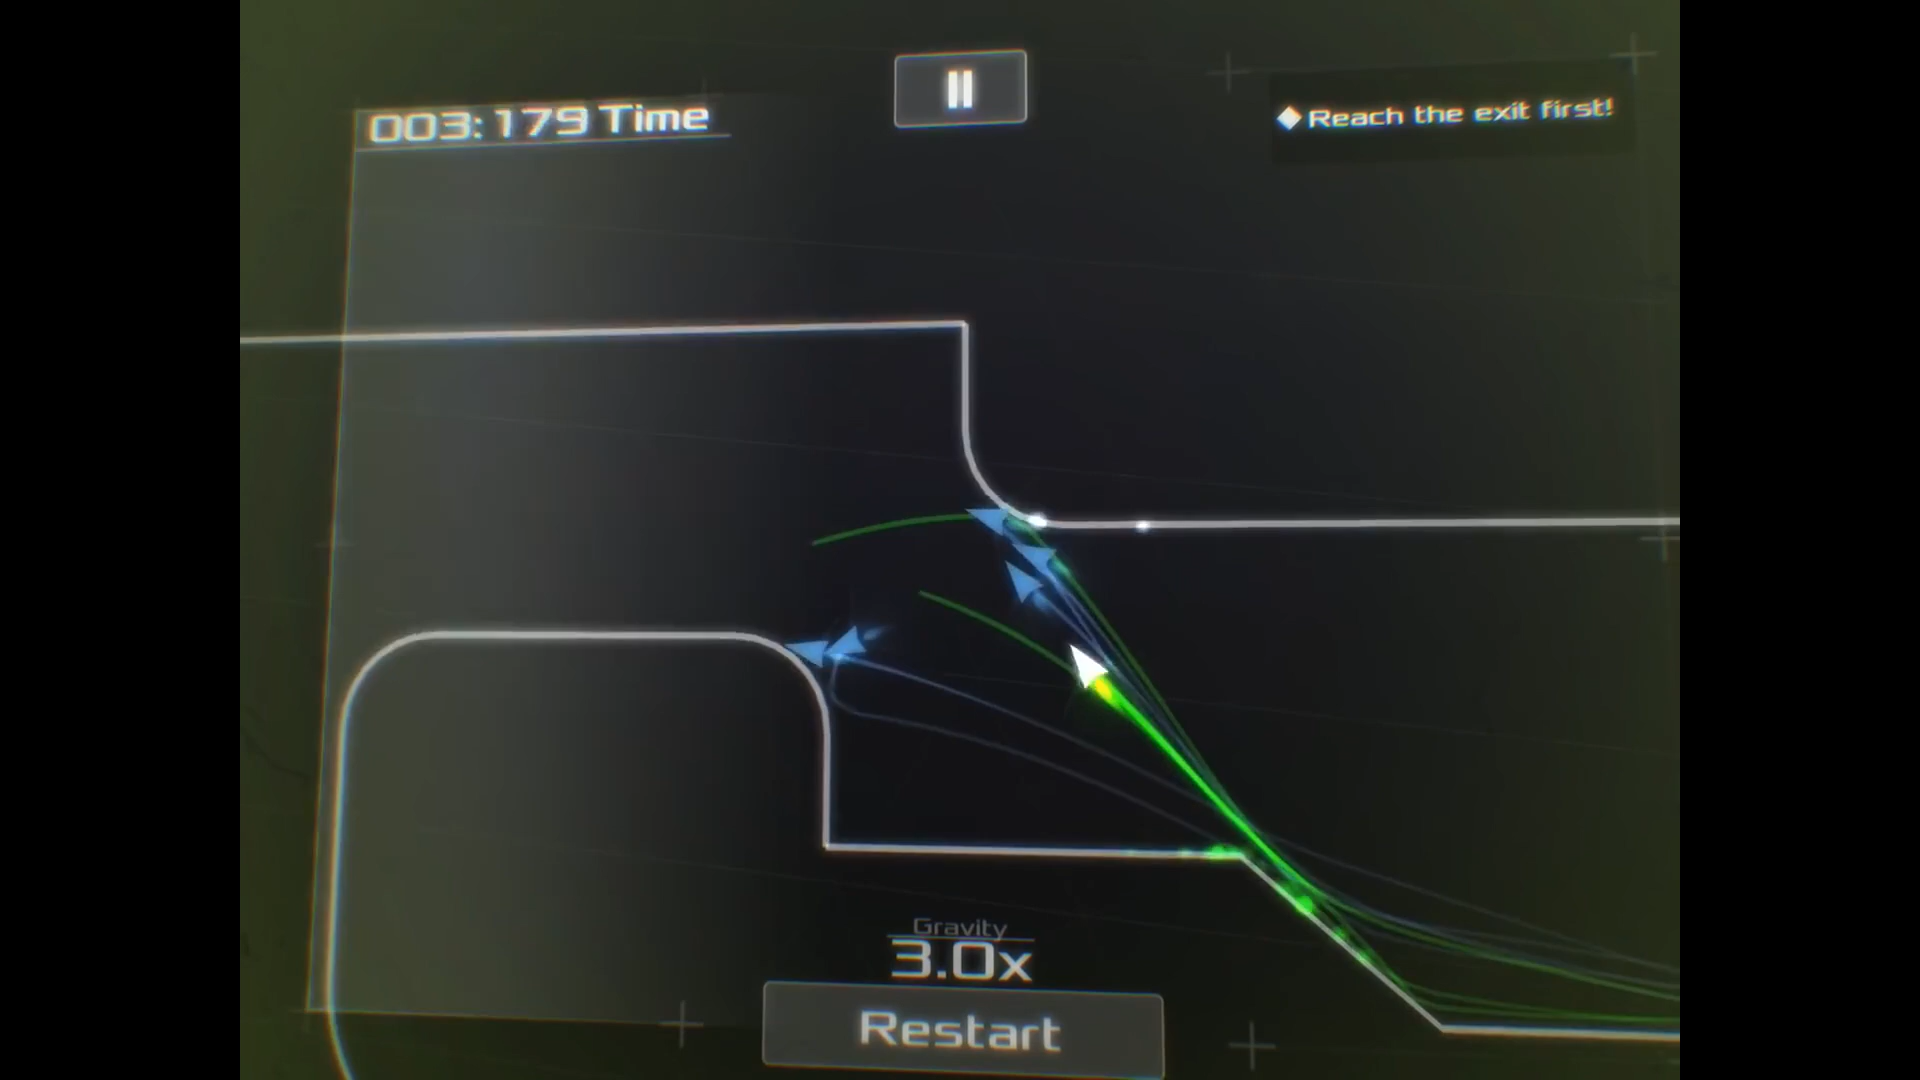 003:179 Time
Reach the exit first!
Gravity
3.0x
Restart